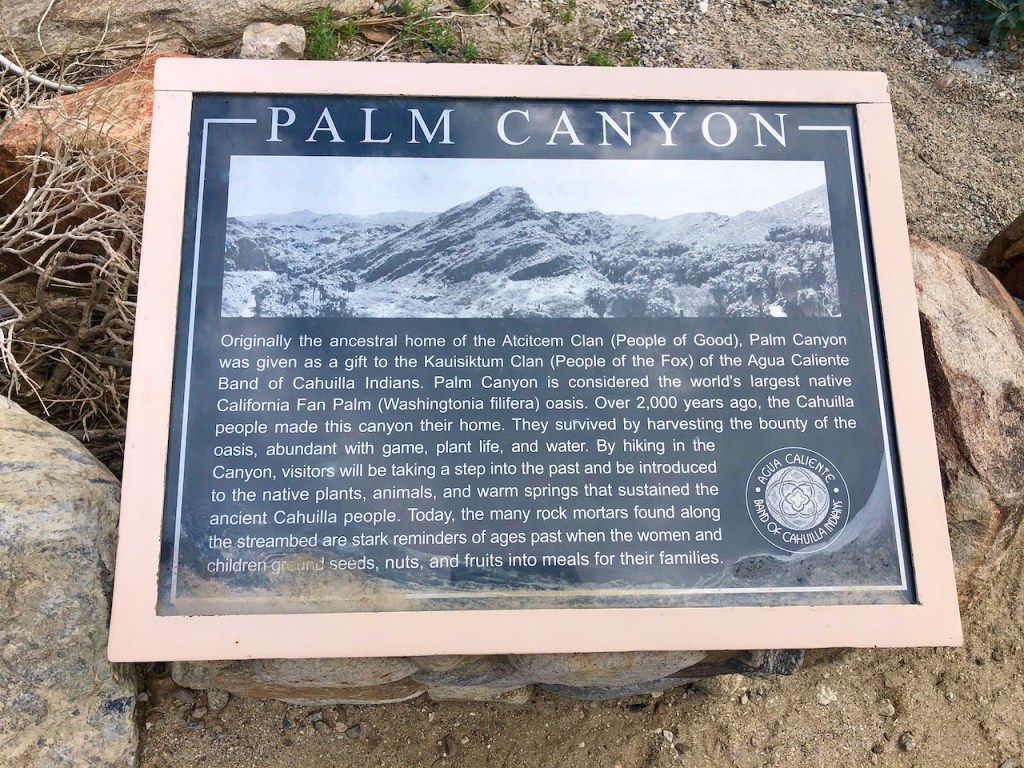 PALM CANYON
Originally the ancestral home of the Atcitcem Clan (People of Good), Palm Canyon
was given as a gift to the Kauisiktum Clan (People of the Fox) of the Agua Caliente
Band of Cahuilla Indians. Palm Canyon is considered the world's largest native
California Fan Palm (Washingtonia filifera) oasis. Over 2,000 years ago, the Cahuilla
people made this canyon their home. They survived by harvesting the bounty of the
oasis, abundant with game, plant life, and water. By hiking in the
Canyon, visitors will be taking a step into the past and be introduced
to the native plants, animals, and warm springs that sustained the
ancient Cahuilla people. Today, the many rock mortars found along
the streambed are stark reminders of ages past when the women and
children ground seeds, nuts, and fruits into meals for their families.
AGUA CALIENTE
BAND OF CAHUILLA INDIANS